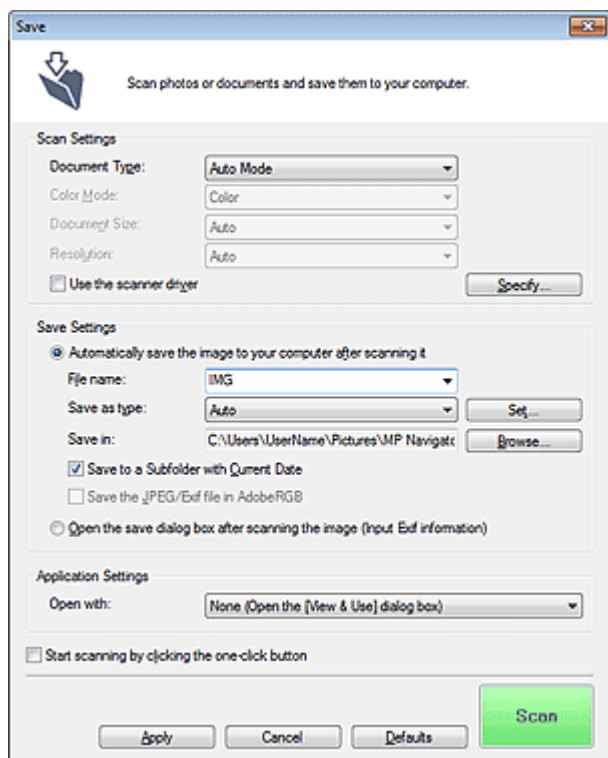 Save
Scan photos or documents and save them to your computer.
Scan Settings
Document Type: Auto Mode
Color Mode: Color
Document Size: Auto
Resolution: Auto
Use the scanner driver Specify...
Save Settings
Automatically save the image to your computer after scanning it
File name: IMG
Save as type: Auto Set...
Save in: C:\Users\UserName\Pictures\MP Navigato Browse...
Save to a Subfolder with Current Date
Save the JPEG/Exif file in AdobeRGB
Open the save dialog box after scanning the image (Input Exif information)
Application Settings
Open with: None (Open the [View & Use] dialog box)
Start scanning by clicking the one-click button
Scan
Apply Cancel Defaults